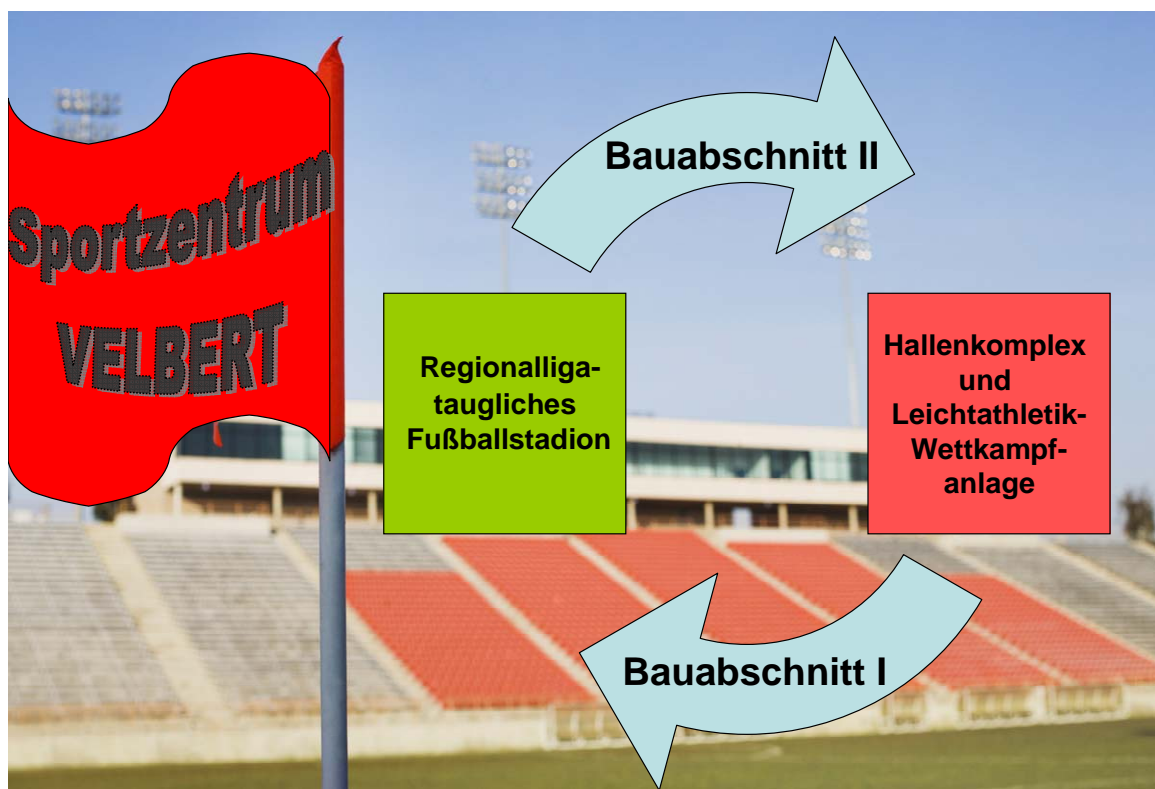 Sportzentrum
VELBERT
Bauabschnitt II
Regionalliga-
taugliches
Fußballstadion
Hallenkomplex
und
Leichtathletik-
Wettkampf-
anlage
Bauabschnitt I